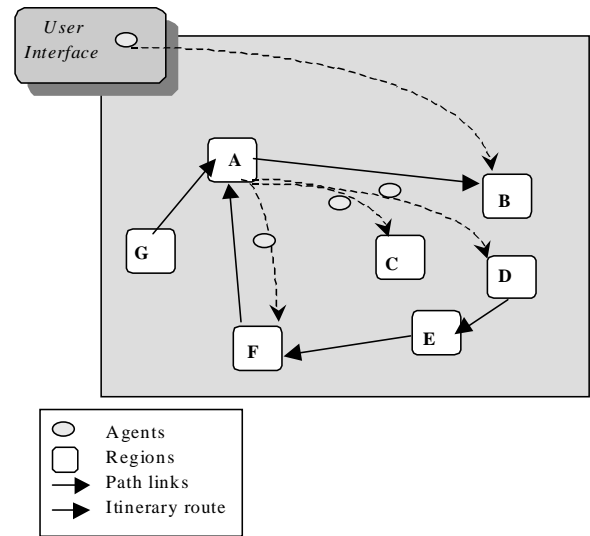 User
Interface
A
B
G
C
D
E
F
Agents
Regions
Path links
Itinerary route